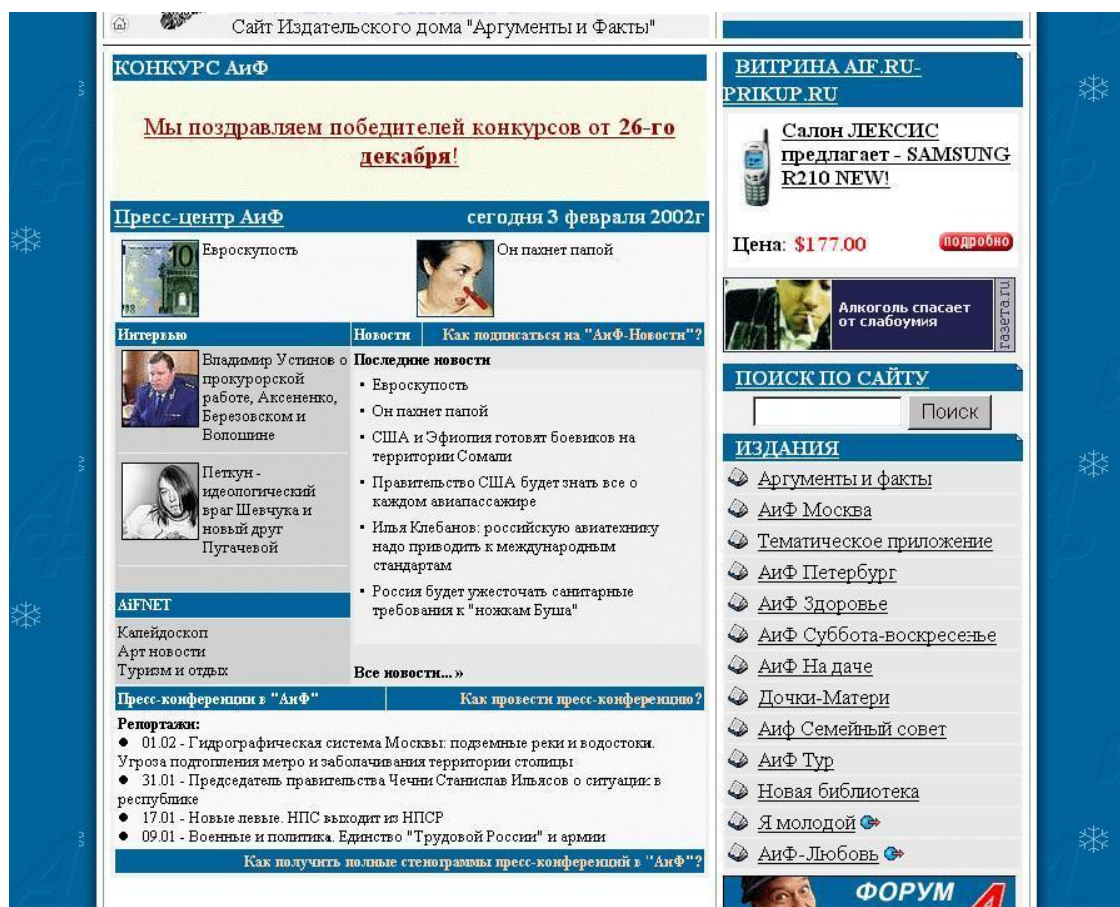 Сайт Издательского дома "Аргументы и Факты"
КОНКУРС АиФ
Мы поздравляем победителей конкурсов от 26-го
декабря!
Пресс-центр АиФ
сегодня 3 февраля 2002г
Евроскупость
Он пахнет папой
Интервью
Владимир Устинов о
прокурорской
работе, Аксененко,
Березовском и
Волошине
Петкун -
идеологический
враг Шевчука и
новый друг
Пугачевой
AiFNET
Калейдоскоп
Арт новости
Туризм и отдых
Новости
Как подписаться на "АиФ-Новости"?
Последние новости
Евроскупость
Он пахнет папой
США и Эфиопия готовят боевиков на
территории Сомали
Правительство США будет знать все о
каждом авиапассажире
Илья Клебанов: российскую авиатехнику
надо приводить к международным
стандартам
Россия будет ужесточать санитарные
требования к "ножкам Буша"
Все новости... »
Пресс-конференции в "АиФ"
Как провести пресс-конференцию?
Репортажи:
● 01.02 - Гидрографическая система Москвы: подземные реки и водостоки.
Угроза подтопления метро и заболачивания территории столицы
● 31.01 - Председатель правительства Чечни Станислав Ильясов о ситуации в
республике
● 17.01 - Новые левые. НПС выходит из НПСР
● 09.01 - Военные и политика. Единство "Трудовой России" и армии
Как получить полные стенограммы пресс-конференций в "АиФ"?
ВИТРИНА AIF.RU-
PRIKUP.RU
Салон ЛЕКСИС
предлагает - SAMSUNG
R210 NEW!
Цена: $177.00
подробно
Алкоголь спасает
от слабоумия
газета.ru
ПОИСК ПО САЙТУ
Поиск
ИЗДАНИЯ
Аргументы и факты
АиФ Москва
Тематическое приложение
АиФ Петербург
АиФ Здоровье
АиФ Суббота-воскресенье
АиФ На даче
Дочки-Матери
Аиф Семейный совет
АиФ Тур
Новая библиотека
Я молодой
АиФ-Любовь
ФОРУМ